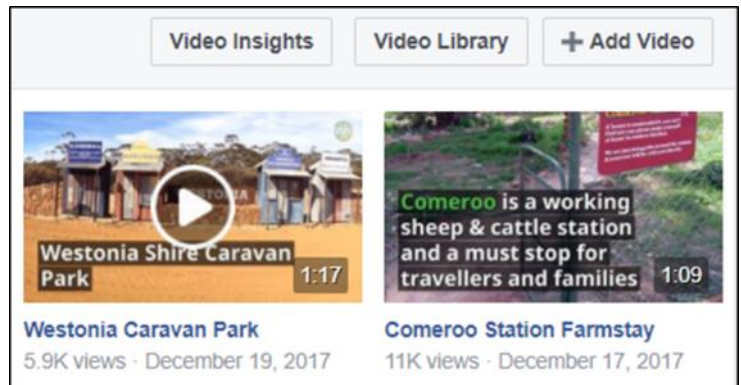 Video Insights
Video Library
+ Add Video
WESTONIA
Westonia Shire Caravan
Park
1:17
Comeroo is a working
sheep & cattle station
and a must stop for
travellers and families
1:09
Westonia Caravan Park
5.9K views · December 19, 2017
Comeroo Station Farmstay
11K views · December 17, 2017